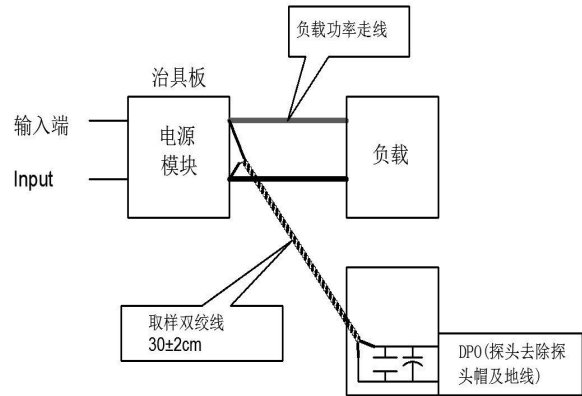 负载功率走线
治具板
输入端
电源
模块
负载
Input
取样双绞线
30±2cm
DPO(探头去除探
头帽及地线)